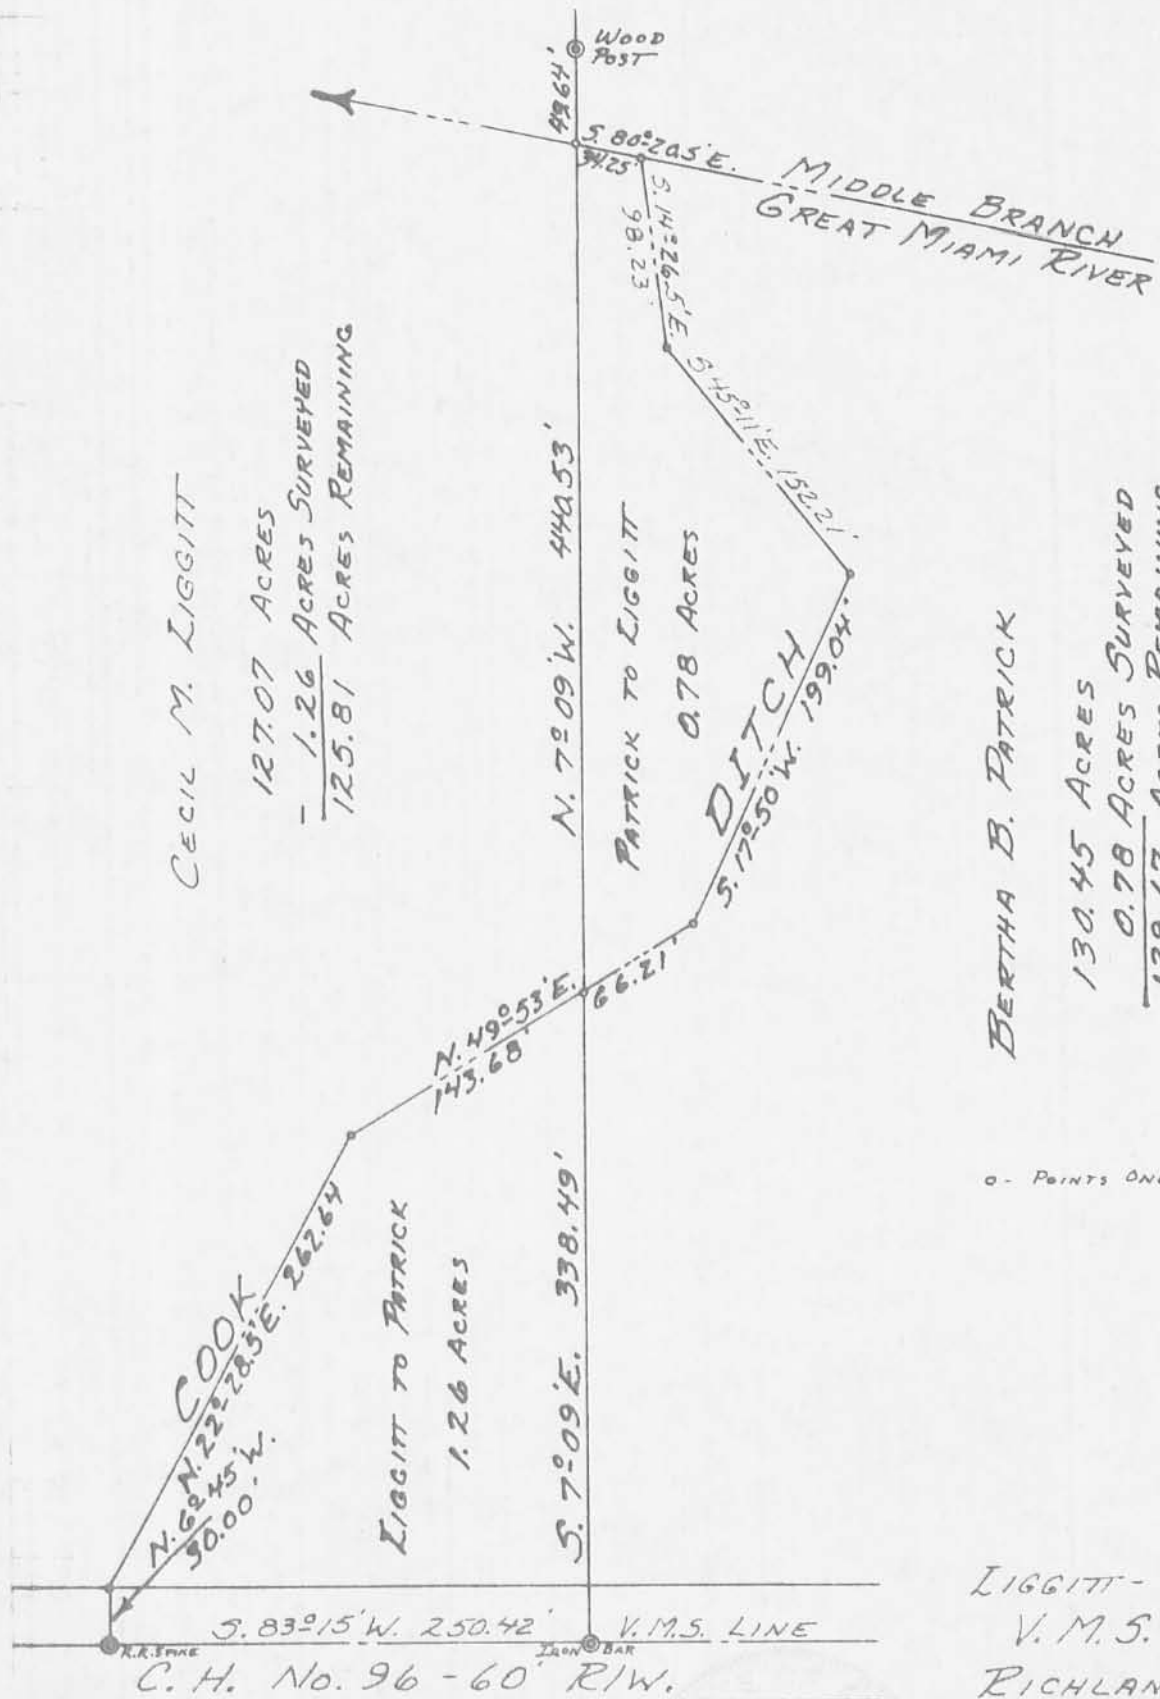 WOOD
POST
49.64'
S. 80°-20.5' E.
34.25'
MIDDLE BRANCH
GREAT MIAMI RIVER
S. 14°-26.5' E.
98.23'
S 45°-11' E. 152.21'
CECIL M. LIGGITT
127.07 ACRES
- 1.26 ACRES SURVEYED
125.81 ACRES REMAINING
N. 7°09' W. 440.53'
PATRICK TO LIGGITT
0.78 ACRES
DITCH
S. 17°-50' W. 199.04'
BERTHA B. PATRICK
130.45 ACRES
0.78 ACRES SURVEYED
N. 49°-53' E.
143.68'
66.21'
o - POINTS
COOK
N. 22°-28.5' E. 262.64
N. 6°-45' W.
30.00'
LIGGITT TO PATRICK
1.26 ACRES
S. 7°-09' E. 338.49'
S. 83°15' W. 250.42'
V.M.S. LINE
R.R. SPIKE
IRON BAR
C. H. No. 96 - 60' R/W.
LIGGITT -
V. M. S.
RICHLAN